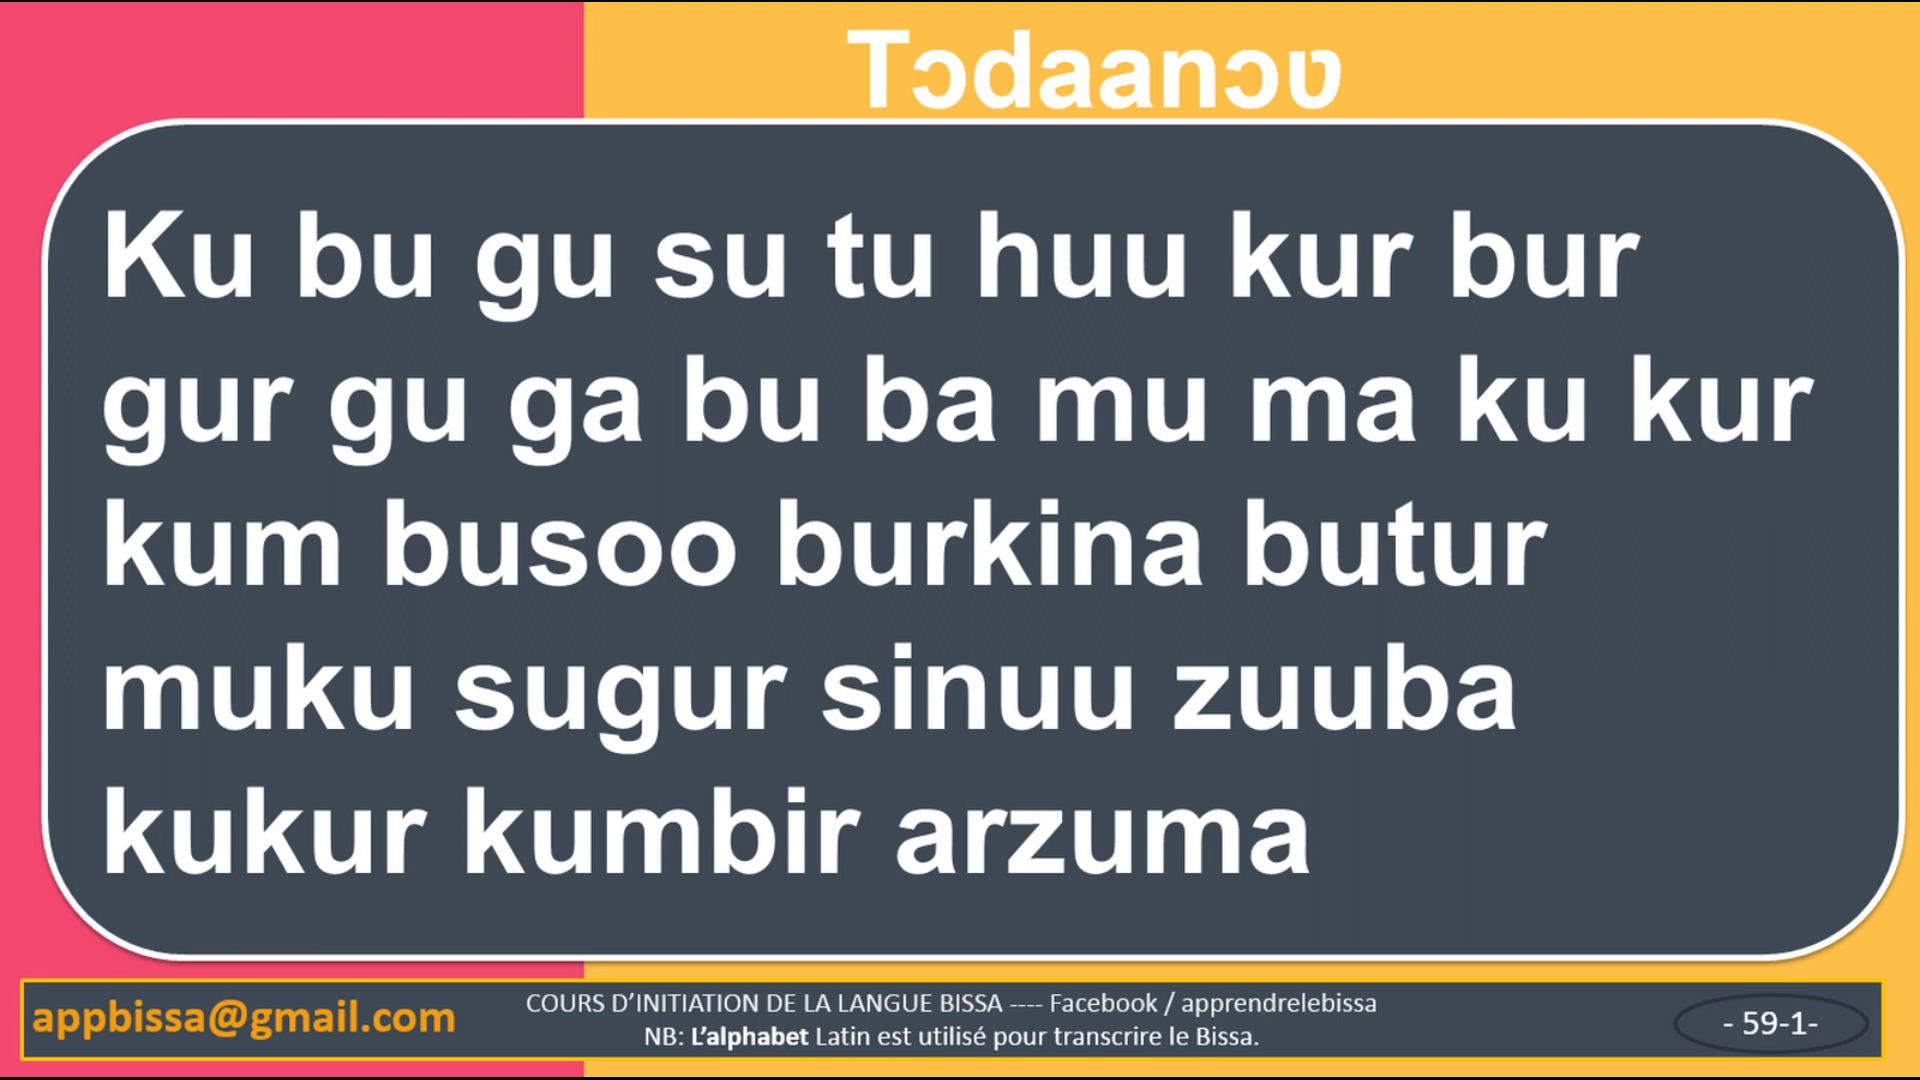 Tɔdaanɔʋ
Ku bu gu su tu huu kur bur
gur gu ga bu ba mu ma ku kur
kum busoo burkina butur
muku sugur sinuu zuuba
kukur kumbir arzuma
appbissa@gmail.com
COURS D’INITIATION DE LA LANGUE BISSA ---- Facebook / apprendrelebissa
NB: L’alphabet Latin est utilisé pour transcrire le Bissa.
- 59-1-